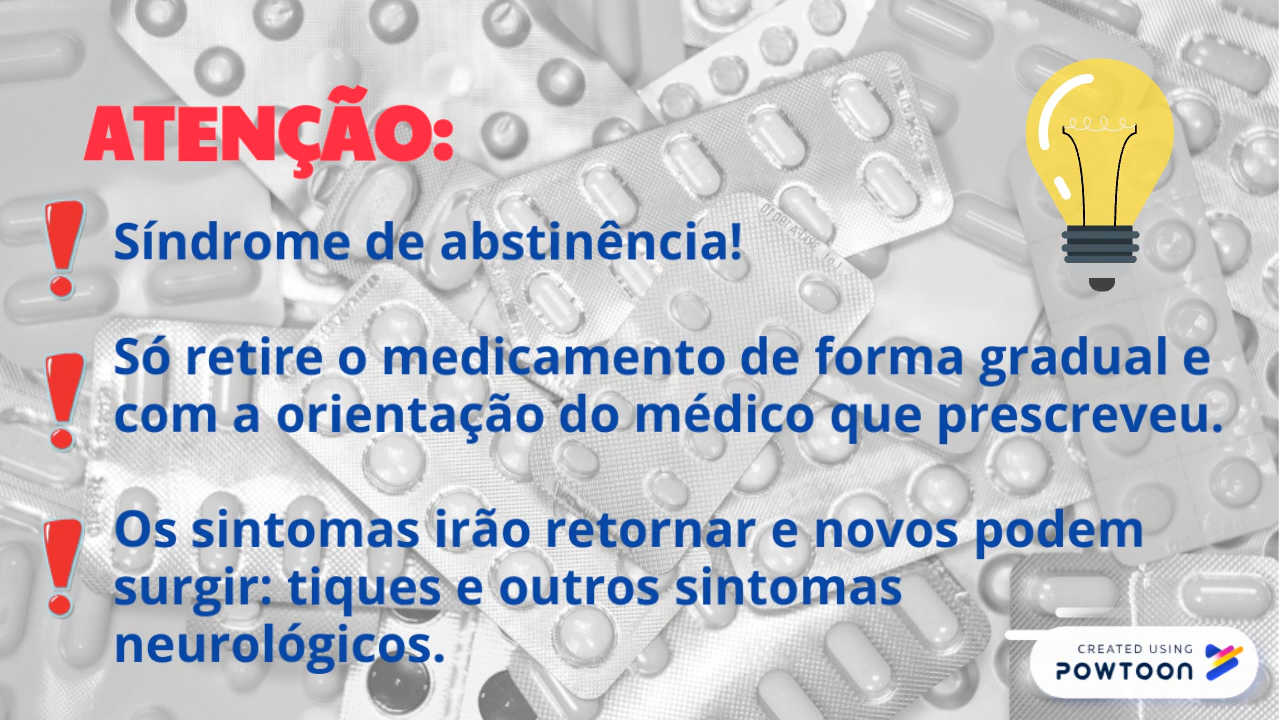 ATENÇÃO:
Síndrome de abstinência!
Só retire o medicamento de forma gradual e
com a orientação do médico que prescreveu.
Os sintomas irão retornar e novos podem
surgir: tiques e outros sintomas
neurológicos.
CREATED USING
POWTOON